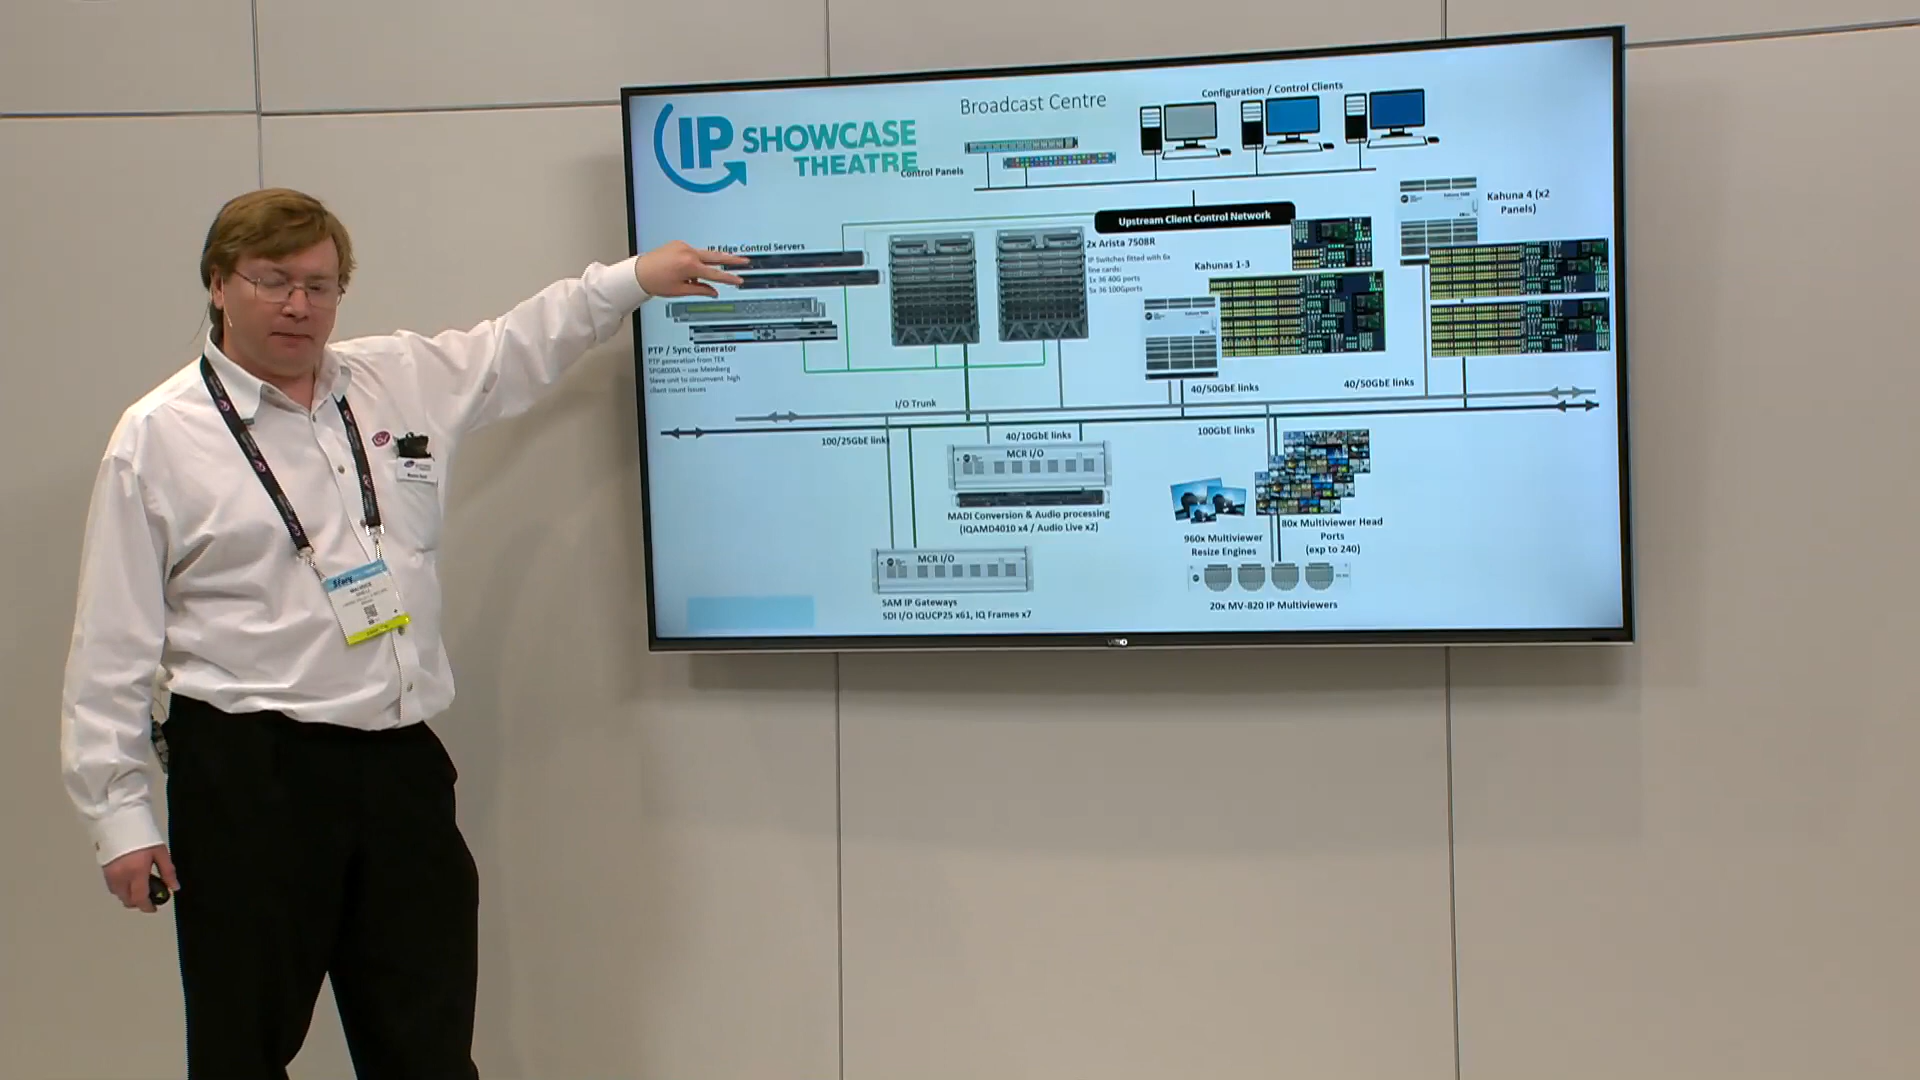 IP SHOWCASE
THEATRE
Broadcast Centre
Configuration / Control Clients
Control Panels
Upstream Client Control Network
Kahuna 4 (x2
Panels)
IP Edge Control Servers
2x Arista 7508R
IP Switches fitted with 6x
line cards:
1x 36 40G ports
5x 36 100Gports
Kahunas 1-3
PTP / Sync Generator
PTP generation from TEK
SPG8000A – use Meinberg
Slave unit to circumvent high
client count issues
40/50GbE links
40/50GbE links
I/O Trunk
100/25GbE link
40/10GbE links
100GbE links
MCR I/O
MADI Conversion & Audio processing
(IQAMD4010 x4 / Audio Live x2)
80x Multiviewer Head
Ports
(exp to 240)
960x Multiviewer
Resize Engines
MCR I/O
SAM IP Gateways
SDI I/O IQUCP25 x61, IQ Frames x7
20x MV-820 IP Multiviewers
VIZIO